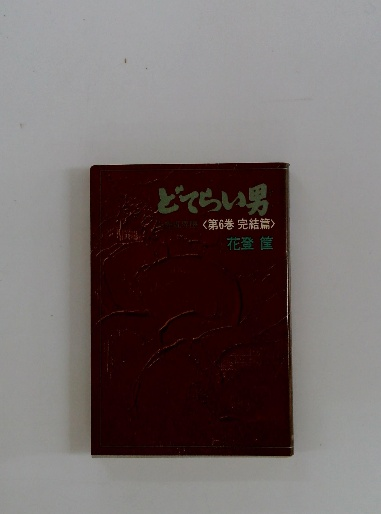 どてらい男
〈第6巻 完結篇〉
花登 筐